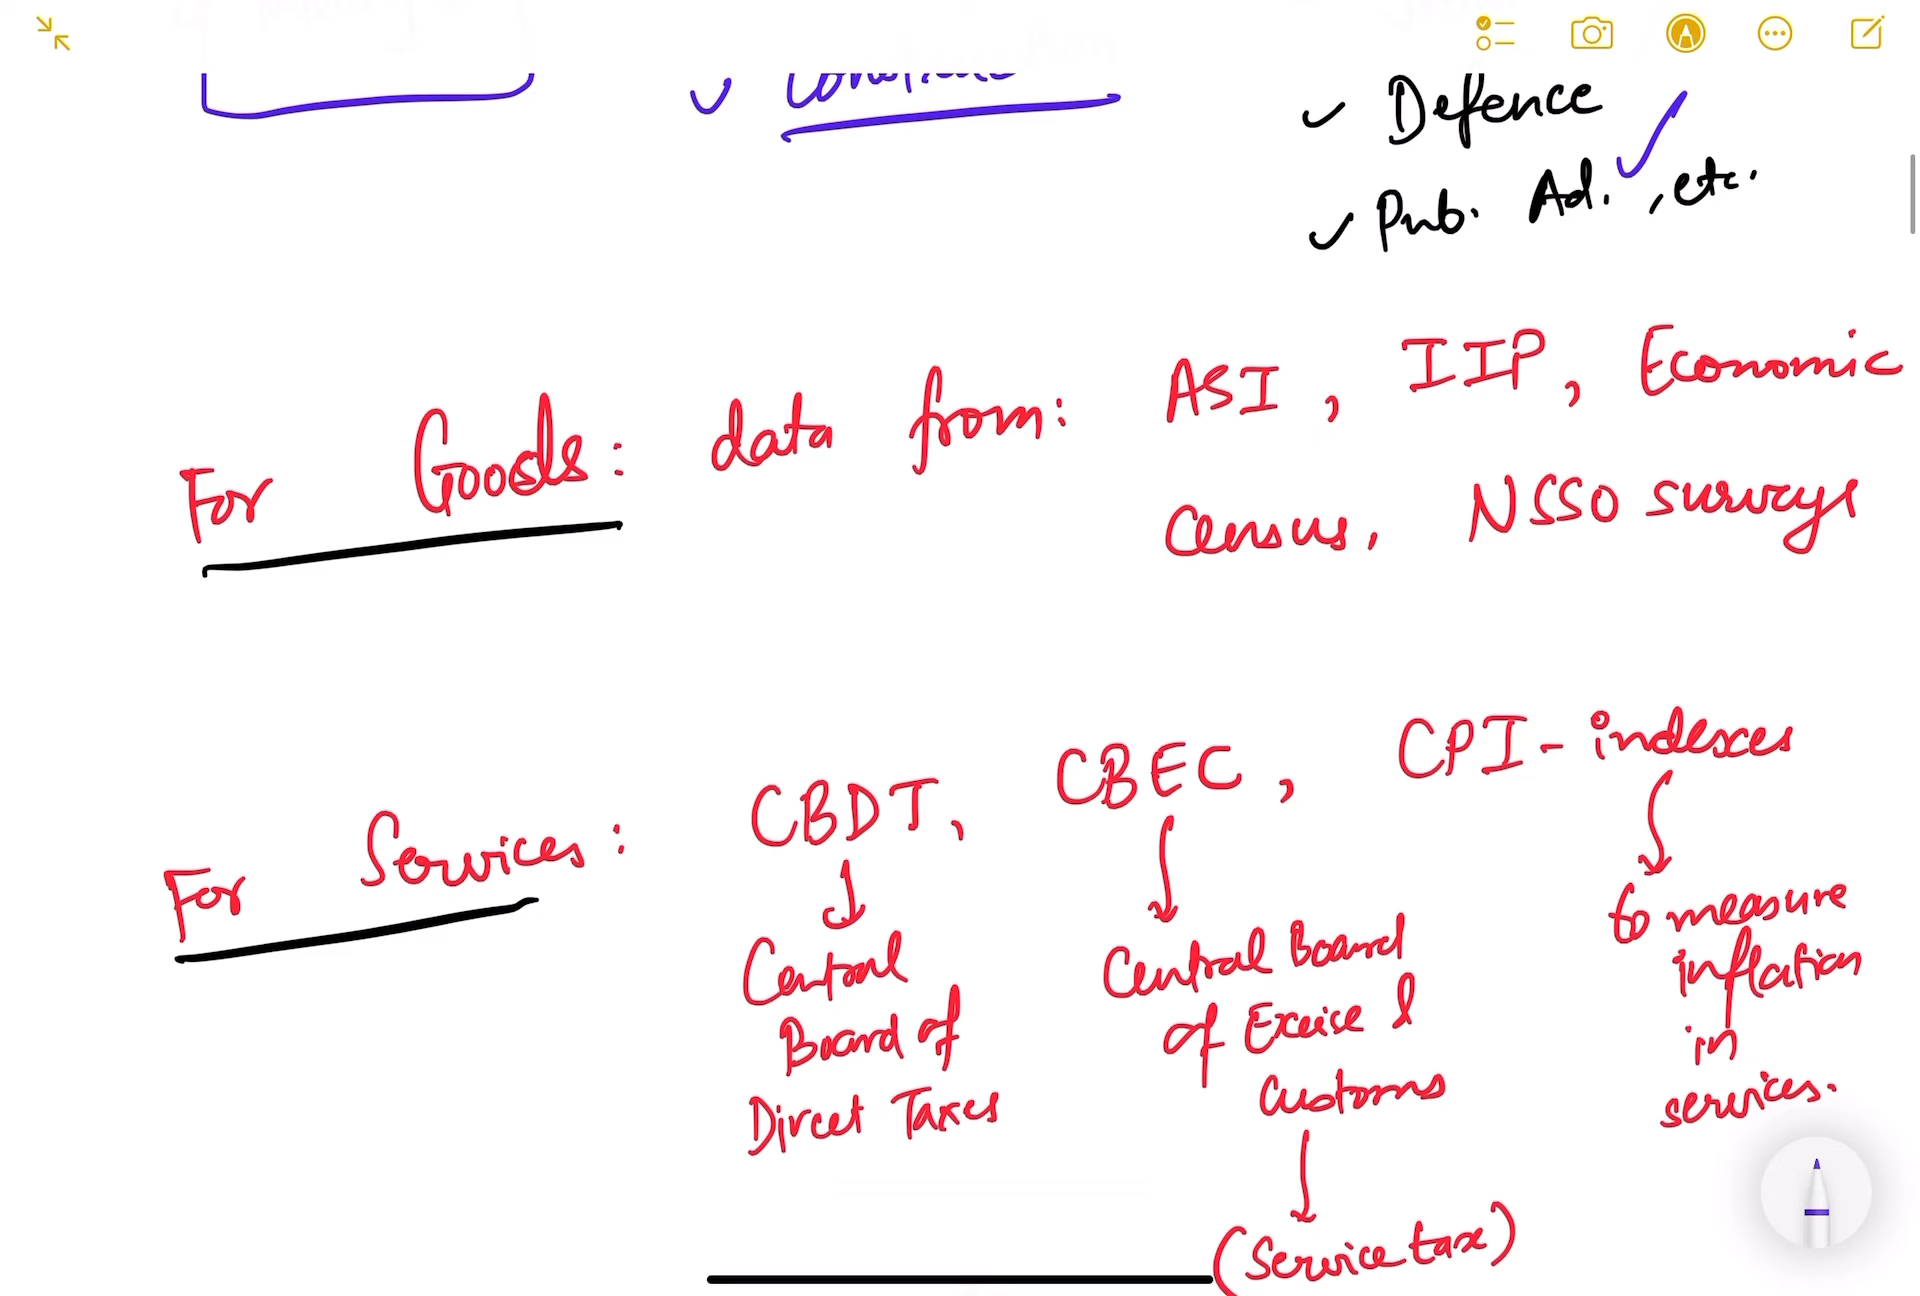 ✓ Defence
✓ Pub. Ad. ✓, etc.
For Goods: data from: ASI, IIP, Economic
Census, NSSO surveys
For Services: CBDT, CBEC, CPI - indexes
Central
Board of
Direct Taxes
Central Board
of Excise &
Customs
(Service tax)
to measure
inflation
in
services.